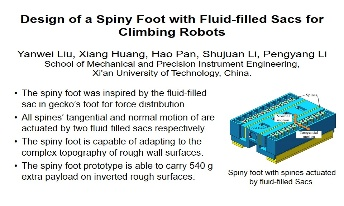 Design of a Spiny Foot with Fluid-filled Sacs for
Climbing Robots
Yanwei Liu, Xiang Huang, Hao Pan, Shujuan Li, Pengyang Li
School of Mechanical and Precision Instrument Engineering,
Xi'an University of Technology, China.
• The spiny foot was inspired by the fluid-filled
sac in gecko's foot for force distribution
• All spines' tangential and normal motion of are
actuated by two fluid filled sacs respectively
• The spiny foot is capable of adapting to the
complex topography of rough wall surfaces.
• The spiny foot prototype is able to carry 540 g
extra payload on inverted rough surfaces.
Spiny foot with spines actuated
by fluid-filled Sacs